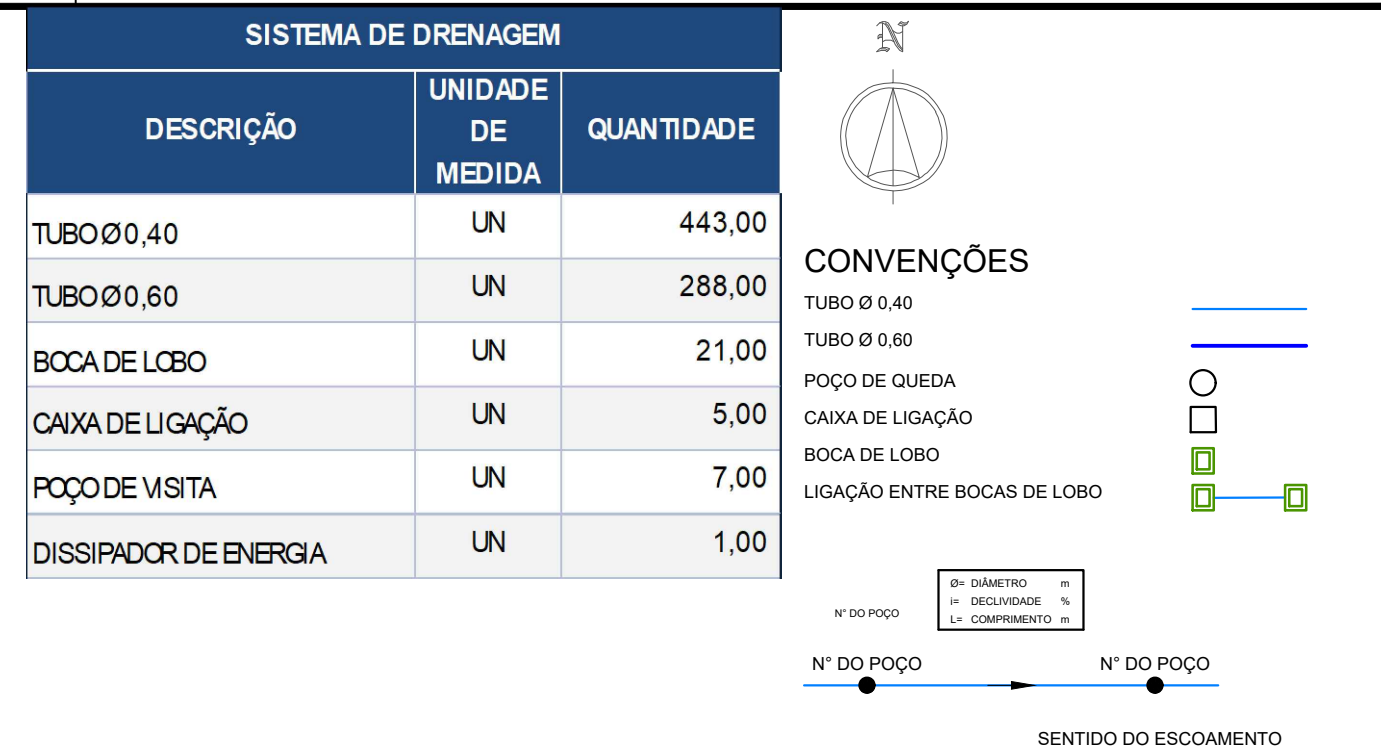 SISTEMA DE DRENAGEM
DESCRIÇÃO
UNIDADE
DE
MEDIDA
QUANTIDADE
TUBO Ø 0,40 UN 443,00
TUBO Ø 0,60 UN 288,00
BOCA DE LOBO UN 21,00
CAIXA DE LIGAÇÃO UN 5,00
POÇO DE VISITA UN 7,00
DISSIPADOR DE ENERGIA UN 1,00
N
CONVENÇÕES
TUBO Ø 0,40
TUBO Ø 0,60
POÇO DE QUEDA
CAIXA DE LIGAÇÃO
BOCA DE LOBO
LIGAÇÃO ENTRE BOCAS DE LOBO
N° DO POÇO
Ø= DIÂMETRO m
i= DECLIVIDADE %
L= COMPRIMENTO m
N° DO POÇO N° DO POÇO
SENTIDO DO ESCOAMENTO